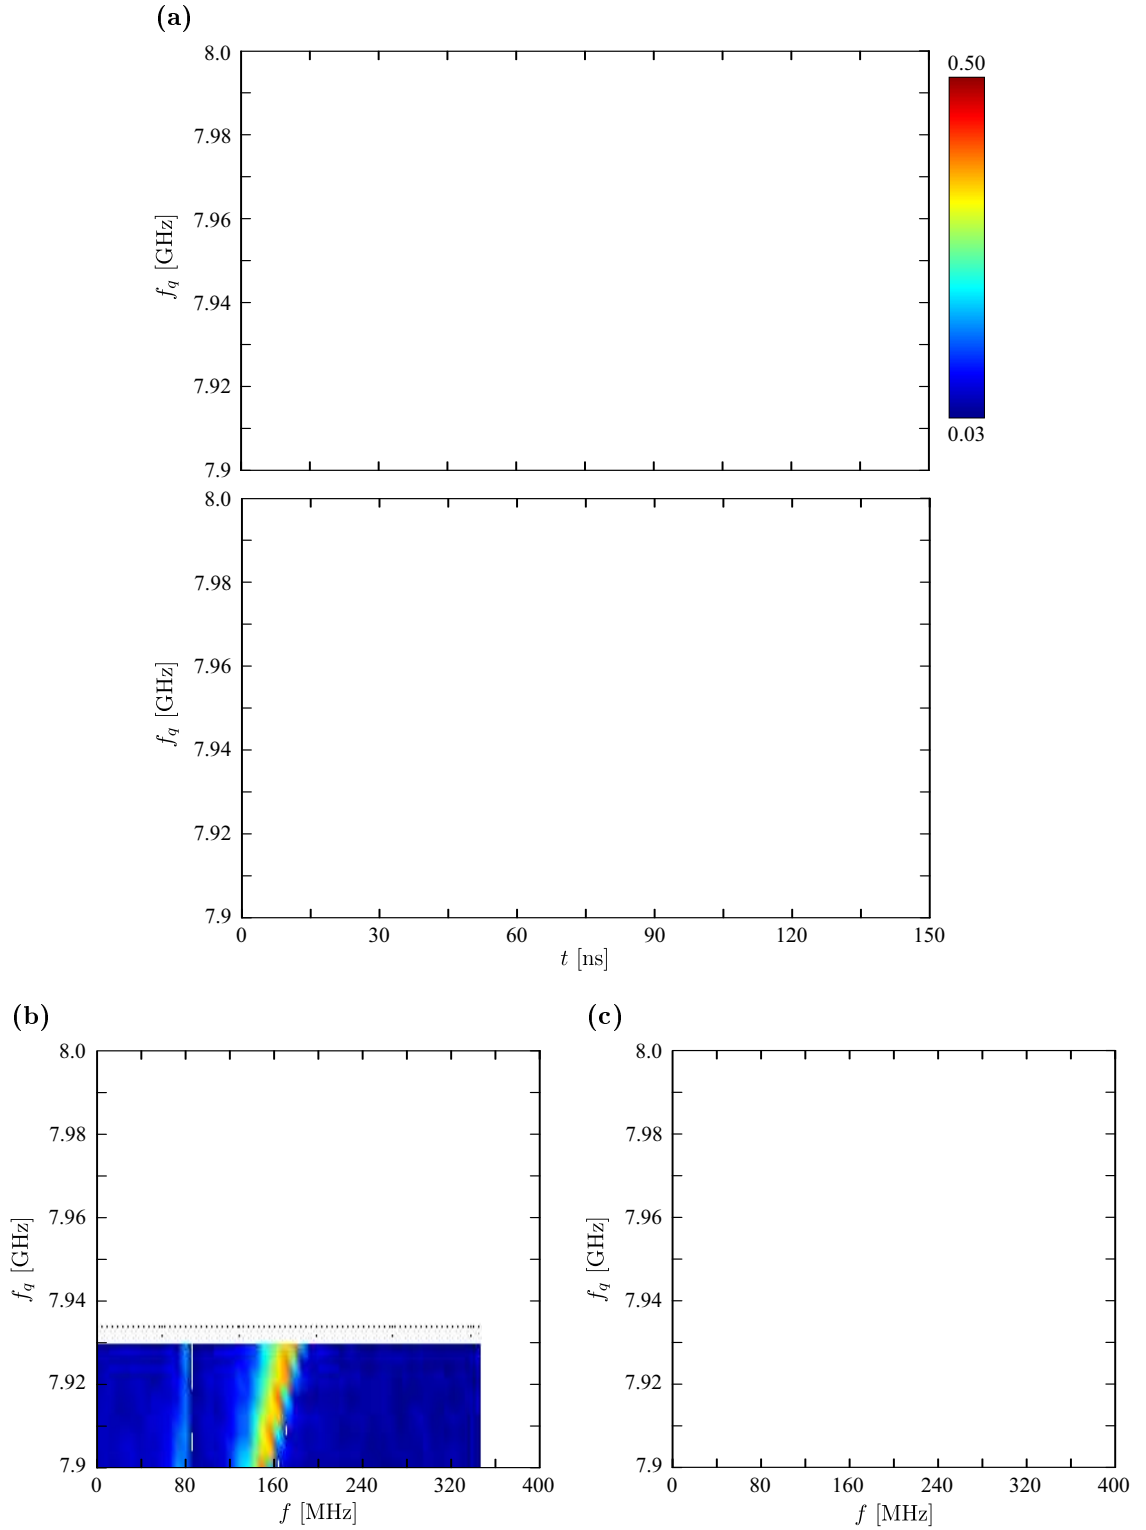 (a)
8.0
0.50
7.98
7.96
f_q [GHz]
7.94
7.92
0.03
7.9
8.0
7.98
7.96
f_q [GHz]
7.94
7.92
7.9
0 30 60 90 120 150
t [ns]
(b) (c)
8.0 8.0
7.98 7.98
7.96 7.96
f_q [GHz] f_q [GHz]
7.94 7.94
7.92 7.92
7.9 7.9
0 80 160 240 320 400 0 80 160 240 320 400
f [MHz] f [MHz]